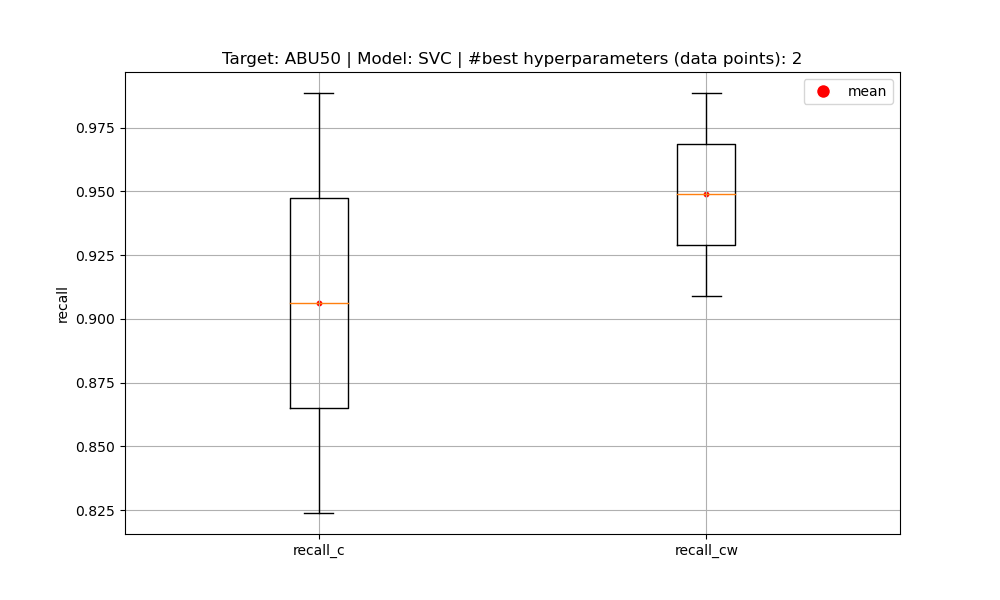 Target: ABU50 | Model: SVC | #best hyperparameters (data points): 2
mean
0.975
0.950
0.925
0.900
0.875
0.850
0.825
recall
recall_c
recall_cw